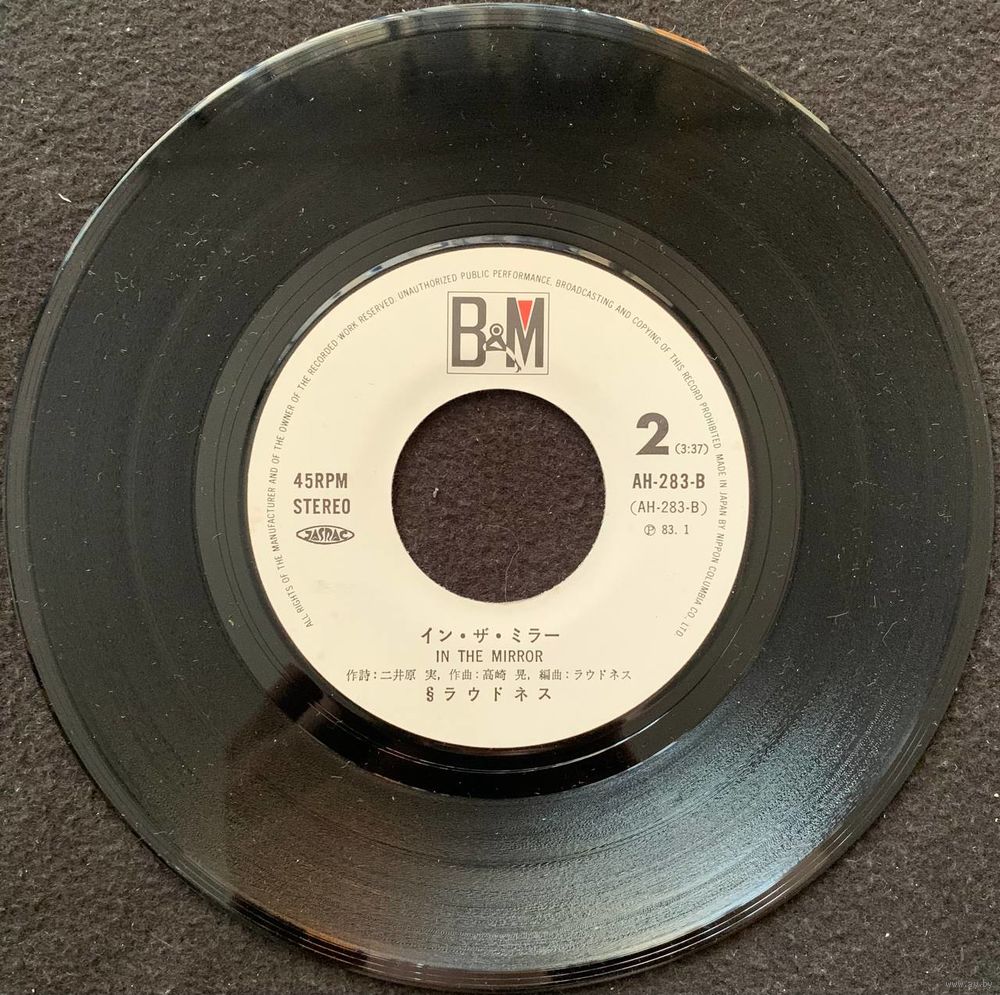 ALL RIGHTS OF THE MANUFACTURER AND OF THE OWNER OF THE RECORDED WORK RESERVED. UNAUTHORIZED PUBLIC PERFORMANCE, BROADCASTING AND COPYING OF THIS RECORD PROHIBITED. MADE IN JAPAN BY NIPPON COLUMBIA CO., LTD.
B&M
2 (3:37)
45RPM
STEREO
JASRAC
AH-283-B
(AH-283-B)
℗ 83. 1
イン・ザ・ミラー
IN THE MIRROR
作詩:二井原 実, 作曲:高崎 晃, 編曲:ラウドネス
§ラウドネス
www.ay.by